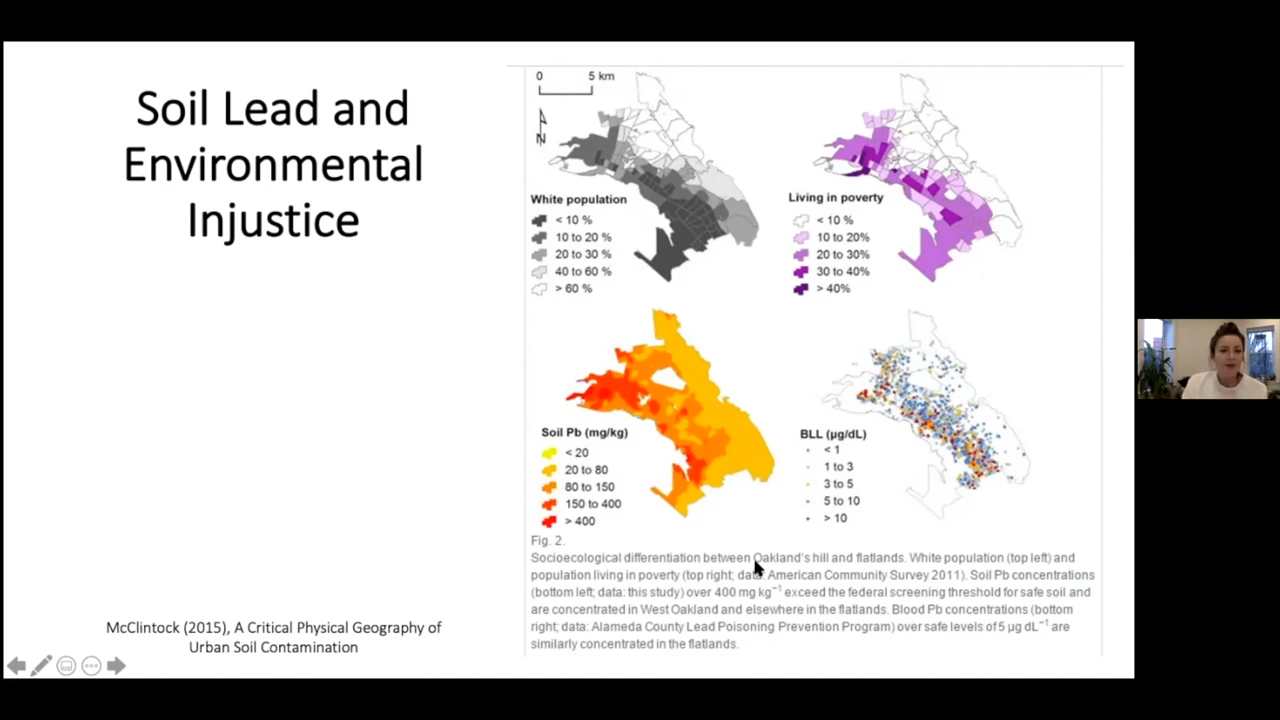 Soil Lead and
Environmental
Injustice
McClintock (2015), A Critical Physical Geography of
Urban Soil Contamination
0 5 km
N
White population
< 10 %
10 to 20 %
20 to 30 %
40 to 60 %
> 60 %
Living in poverty
< 10 %
10 to 20%
20 to 30%
30 to 40%
> 40%
Soil Pb (mg/kg)
< 20
20 to 80
80 to 150
150 to 400
> 400
BLL (µg/dL)
< 1
1 to 3
3 to 5
5 to 10
> 10
Fig. 2.
Socioecological differentiation between Oakland's hill and flatlands. White population (top left) and
population living in poverty (top right; data: American Community Survey 2011). Soil Pb concentrations
(bottom left; data: this study) over 400 mg kg⁻¹ exceed the federal screening threshold for safe soil and
are concentrated in West Oakland and elsewhere in the flatlands. Blood Pb concentrations (bottom
right; data: Alameda County Lead Poisoning Prevention Program) over safe levels of 5 µg dL⁻¹ are
similarly concentrated in the flatlands.